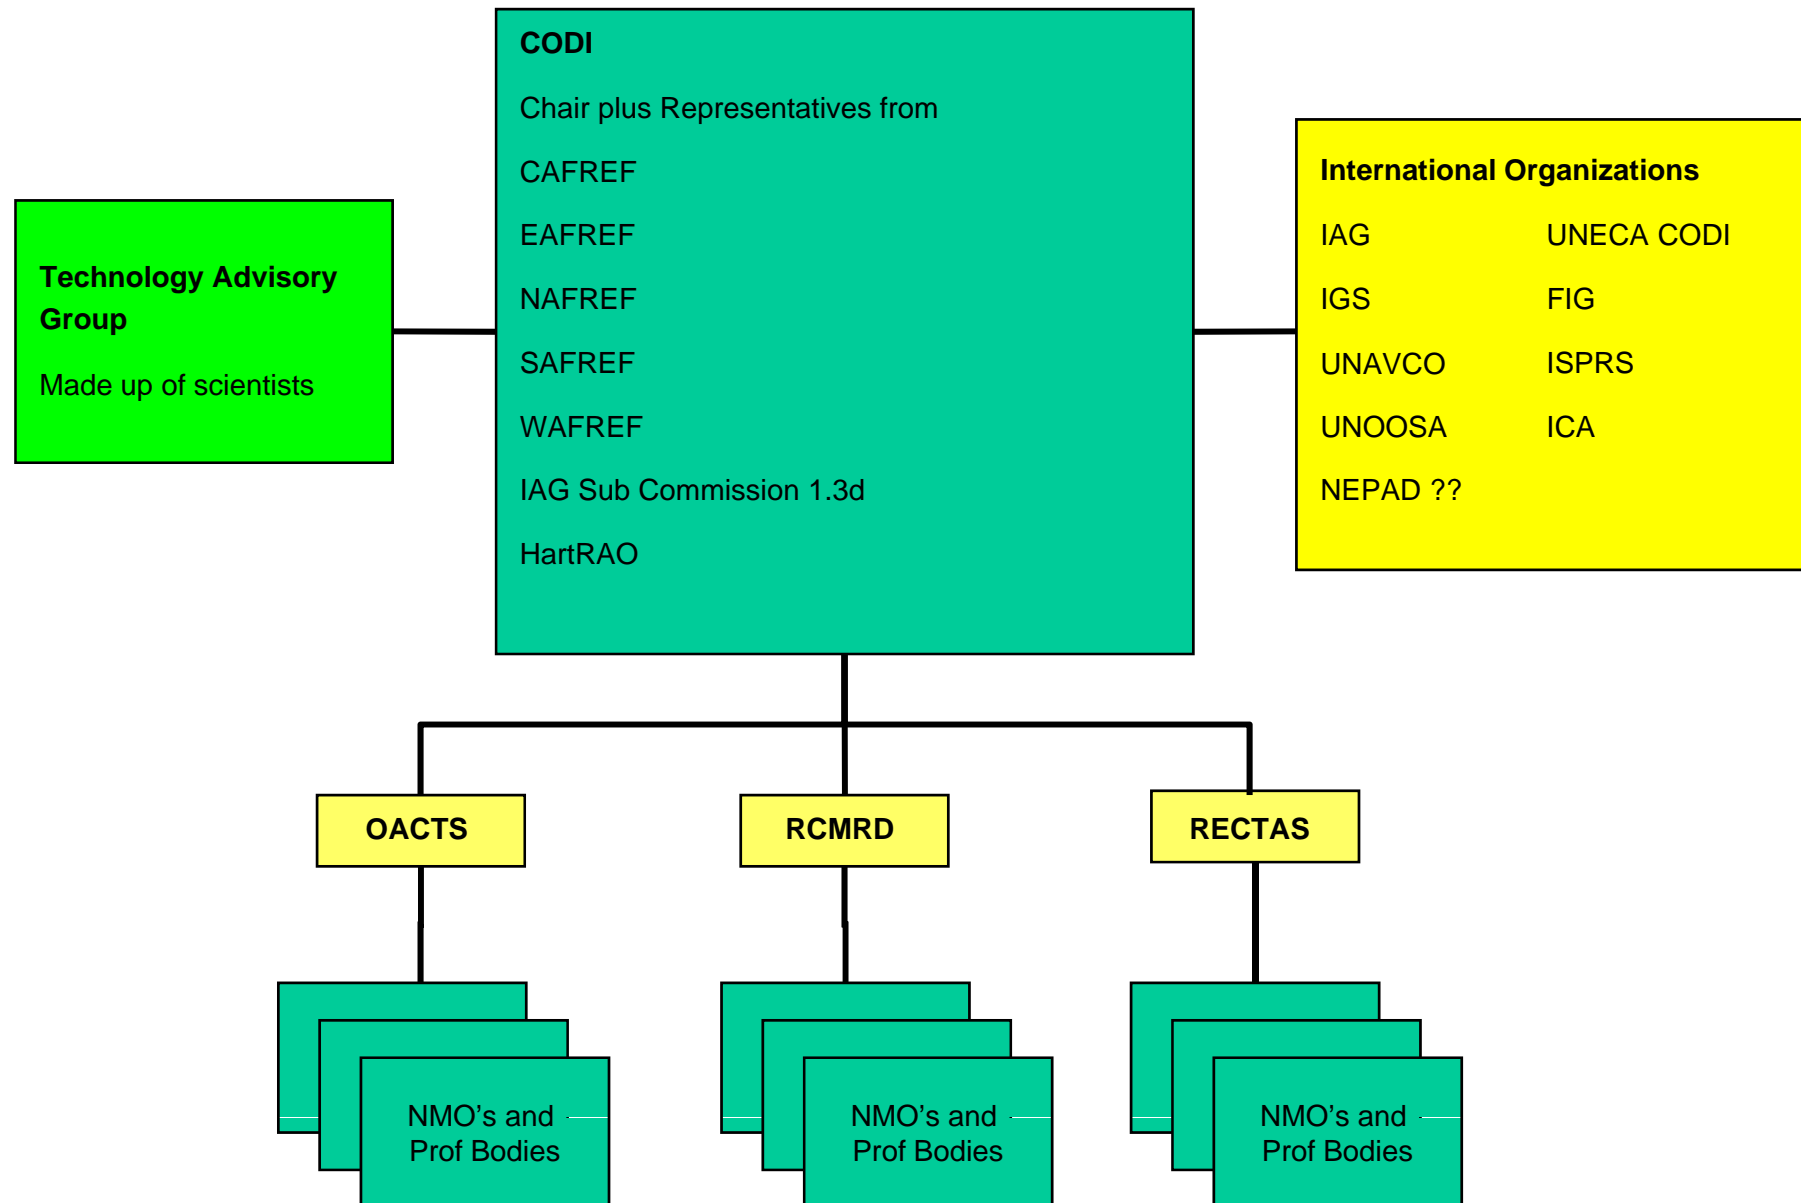 CODI
Chair plus Representatives from
CAFREF
EAFREF
NAFREF
SAFREF
WAFREF
IAG Sub Commission 1.3d
HartRAO
Technology Advisory
Group
Made up of scientists
International Organizations
IAG UNECA CODI
IGS FIG
UNAVCO ISPRS
UNOOSA ICA
NEPAD ??
OACTS
RCMRD
RECTAS
NMO’s and
Prof Bodies
NMO’s and
Prof Bodies
NMO’s and
Prof Bodies